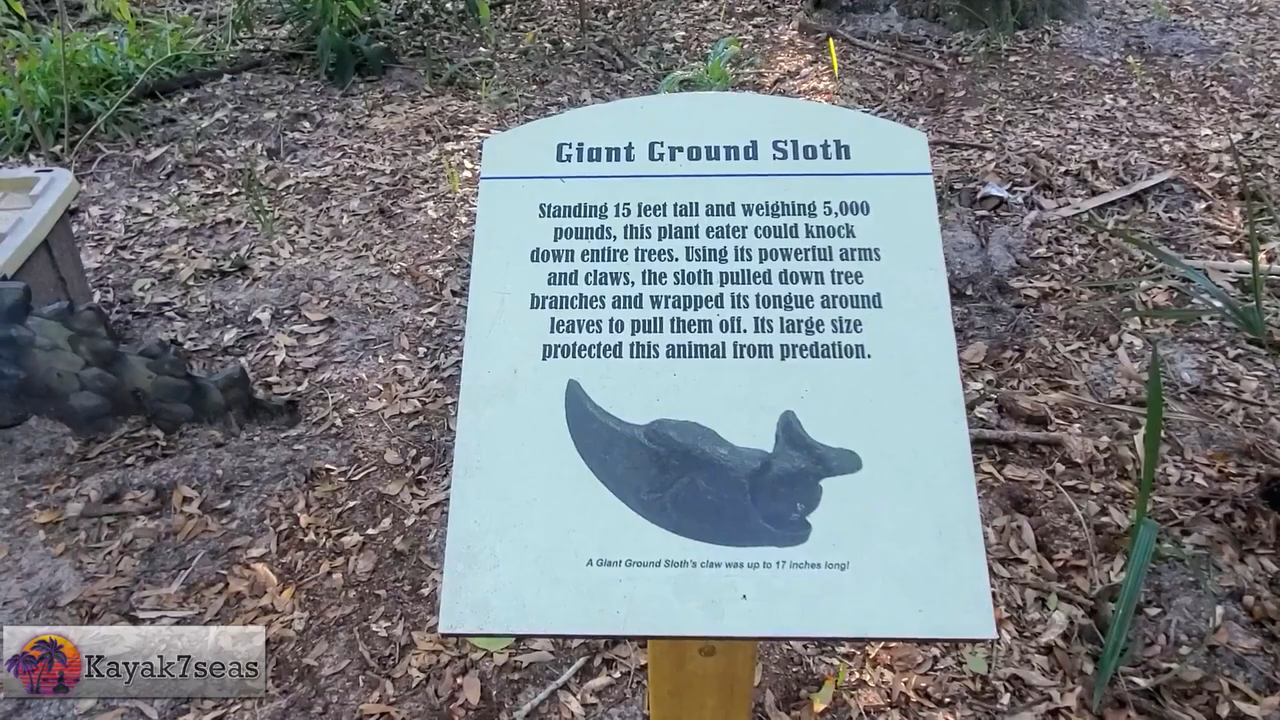 Giant Ground Sloth
Standing 15 feet tall and weighing 5,000
pounds, this plant eater could knock
down entire trees. Using its powerful arms
and claws, the sloth pulled down tree
branches and wrapped its tongue around
leaves to pull them off. Its large size
protected this animal from predation.
A Giant Ground Sloth's claw was up to 17 inches long!
Kayak7seas